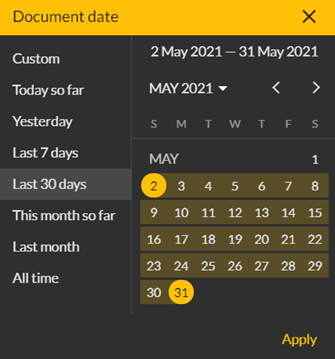 Document date
Custom
Today so far
Yesterday
Last 7 days
Last 30 days
This month so far
Last month
All time
2 May 2021 — 31 May 2021
MAY 2021
S M T W T F S
MAY 1
2 3 4 5 6 7 8
9 10 11 12 13 14 15
16 17 18 19 20 21 22
23 24 25 26 27 28 29
30 31
Apply